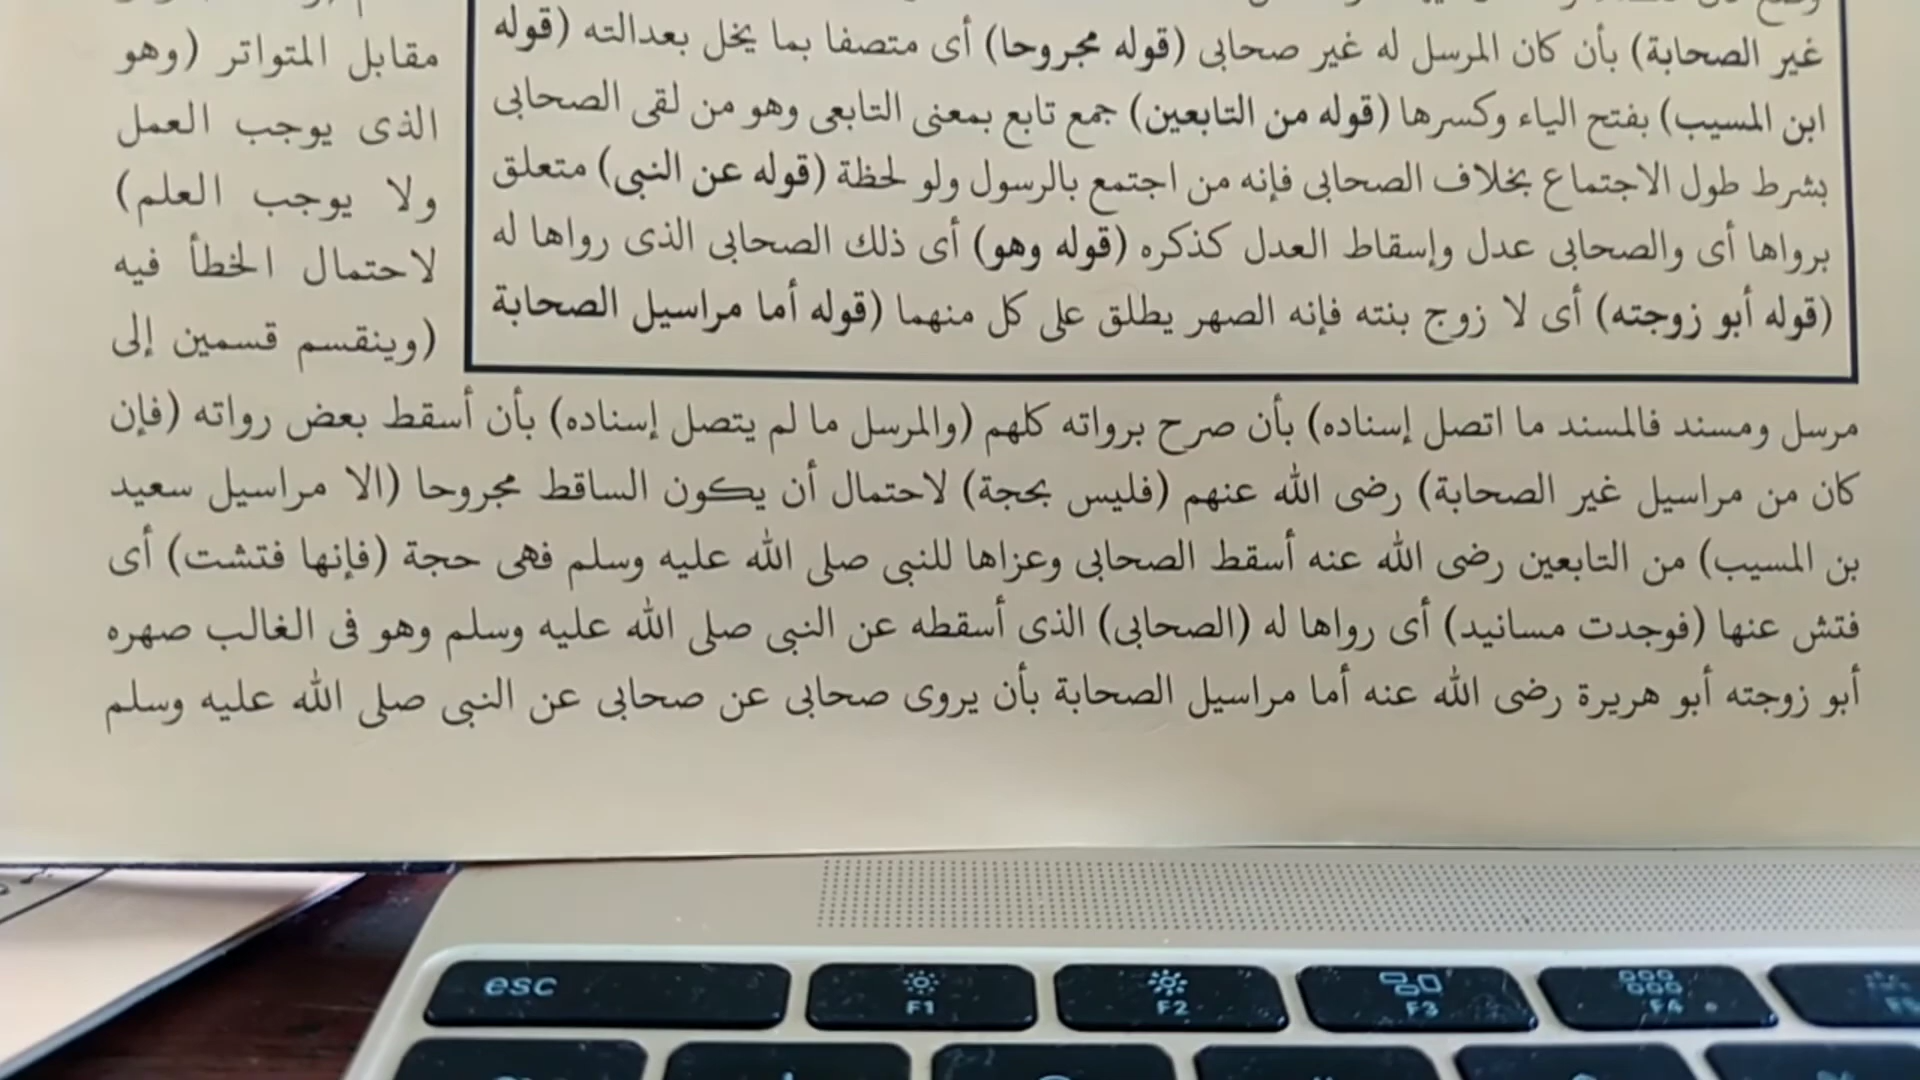 غير الصحابة) بأن كان المرسل له غير صحابى (قوله مجروحا) أى متصفا بما يخل بعدالته (قوله
ابن المسيب) بفتح الياء وكسرها (قوله من التابعين) جمع تابع بمعنى التابعى وهو من لقى الصحابى
بشرط طول الاجتماع بخلاف الصحابى فإنه من اجتمع بالرسول ولو لحظة (قوله عن النبى) متعلق
برواها أى والصحابى عدل وإسقاط العدل كذكره (قوله وهو) أى ذلك الصحابى الذى رواها له
(قوله أبو زوجته) أى لا زوج بنته فإنه الصهر يطلق على كل منهما (قوله أما مراسيل الصحابة
مقابل المتواتر (وهو
الذى يوجب العمل
ولا يوجب العلم)
لاحتمال الخطأ فيه
(وينقسم قسمين إلى
مرسل ومسند فالمسند ما اتصل إسناده) بأن صرح برواته كلهم (والمرسل ما لم يتصل إسناده) بأن أسقط بعض رواته (فإن
كان من مراسيل غير الصحابة) رضى الله عنهم (فليس بحجة) لاحتمال أن يكون الساقط مجروحا (الا مراسيل سعيد
بن المسيب) من التابعين رضى الله عنه أسقط الصحابى وعزاها للنبى صلى الله عليه وسلم فهى حجة (فإنها فتشت) أى
فتش عنها (فوجدت مسانيد) أى رواها له (الصحابى) الذى أسقطه عن النبى صلى الله عليه وسلم وهو فى الغالب صهره
أبو زوجته أبو هريرة رضى الله عنه أما مراسيل الصحابة بأن يروى صحابى عن صحابى عن النبى صلى الله عليه وسلم
esc F1 F2 F3 F4 F5